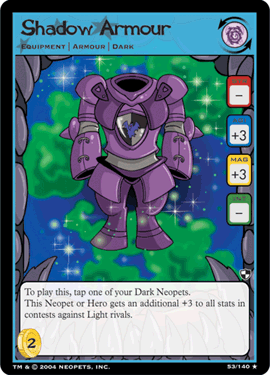 Shadow Armour
Equipment | Armour | Dark
–
+3
MAG
+3
–
To play this, tap one of your Dark Neopets.
This Neopet or Hero gets an additional +3 to all stats in
contests against Light rivals.
2
TM & © 2004 NEOPETS, INC.
53/140 ★